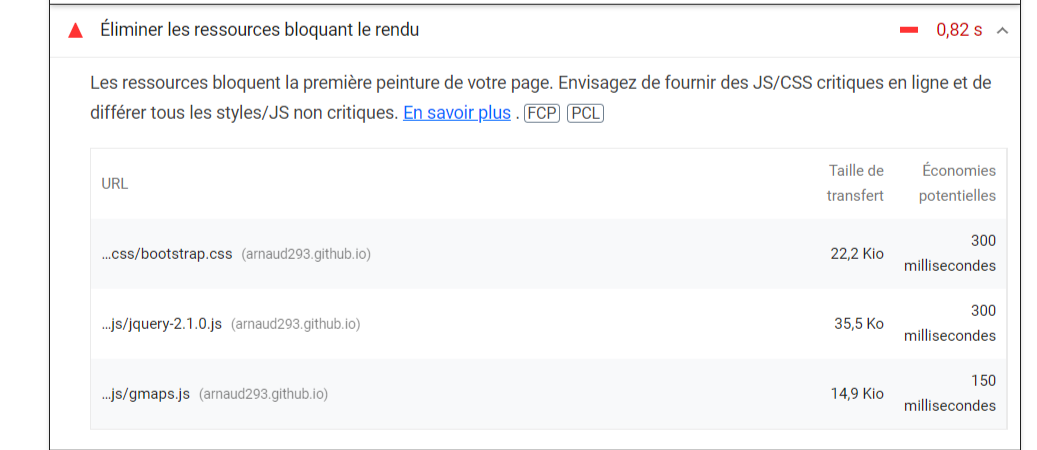 Éliminer les ressources bloquant le rendu 0,82 s
Les ressources bloquent la première peinture de votre page. Envisagez de fournir des JS/CSS critiques en ligne et de
différer tous les styles/JS non critiques. En savoir plus . FCP PCL
URL Taille de transfert Économies potentielles
...css/bootstrap.css (arnaud293.github.io) 22,2 Kio 300 millisecondes
...js/jquery-2.1.0.js (arnaud293.github.io) 35,5 Ko 300 millisecondes
...js/gmaps.js (arnaud293.github.io) 14,9 Kio 150 millisecondes